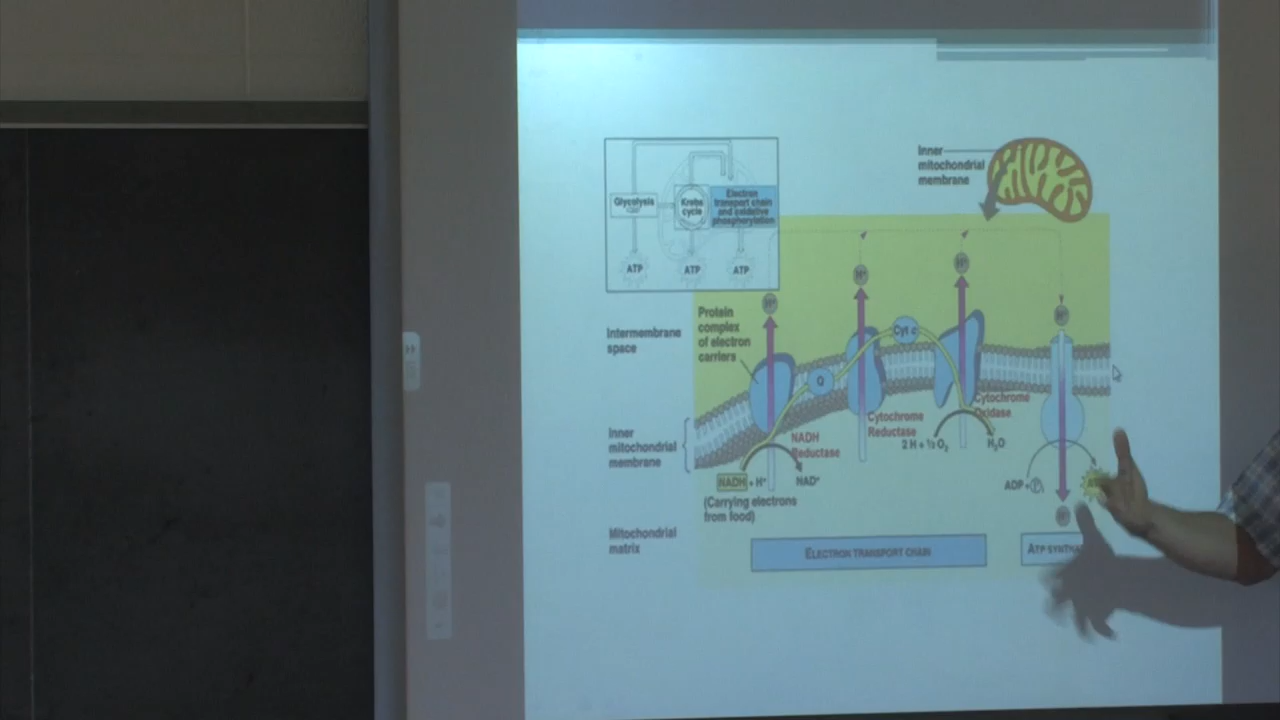 Inner
mitochondrial
membrane
Glycolysis
Krebs
cycle
Electron
transport chain
and oxidative
phosphorylation
ATP
ATP
ATP
H⁺
H⁺
H⁺
H⁺
Protein
complex
of electron
carriers
Intermembrane
space
Cyt c
Q
Cytochrome
Oxidase
Cytochrome
Reductase
Inner
mitochondrial
membrane
NADH
Reductase
2 H + ½ O₂
H₂O
NADH + H⁺
NAD⁺
ADP + P
(Carrying electrons
from food)
H⁺
Mitochondrial
matrix
ELECTRON TRANSPORT CHAIN
ATP SYNTHA